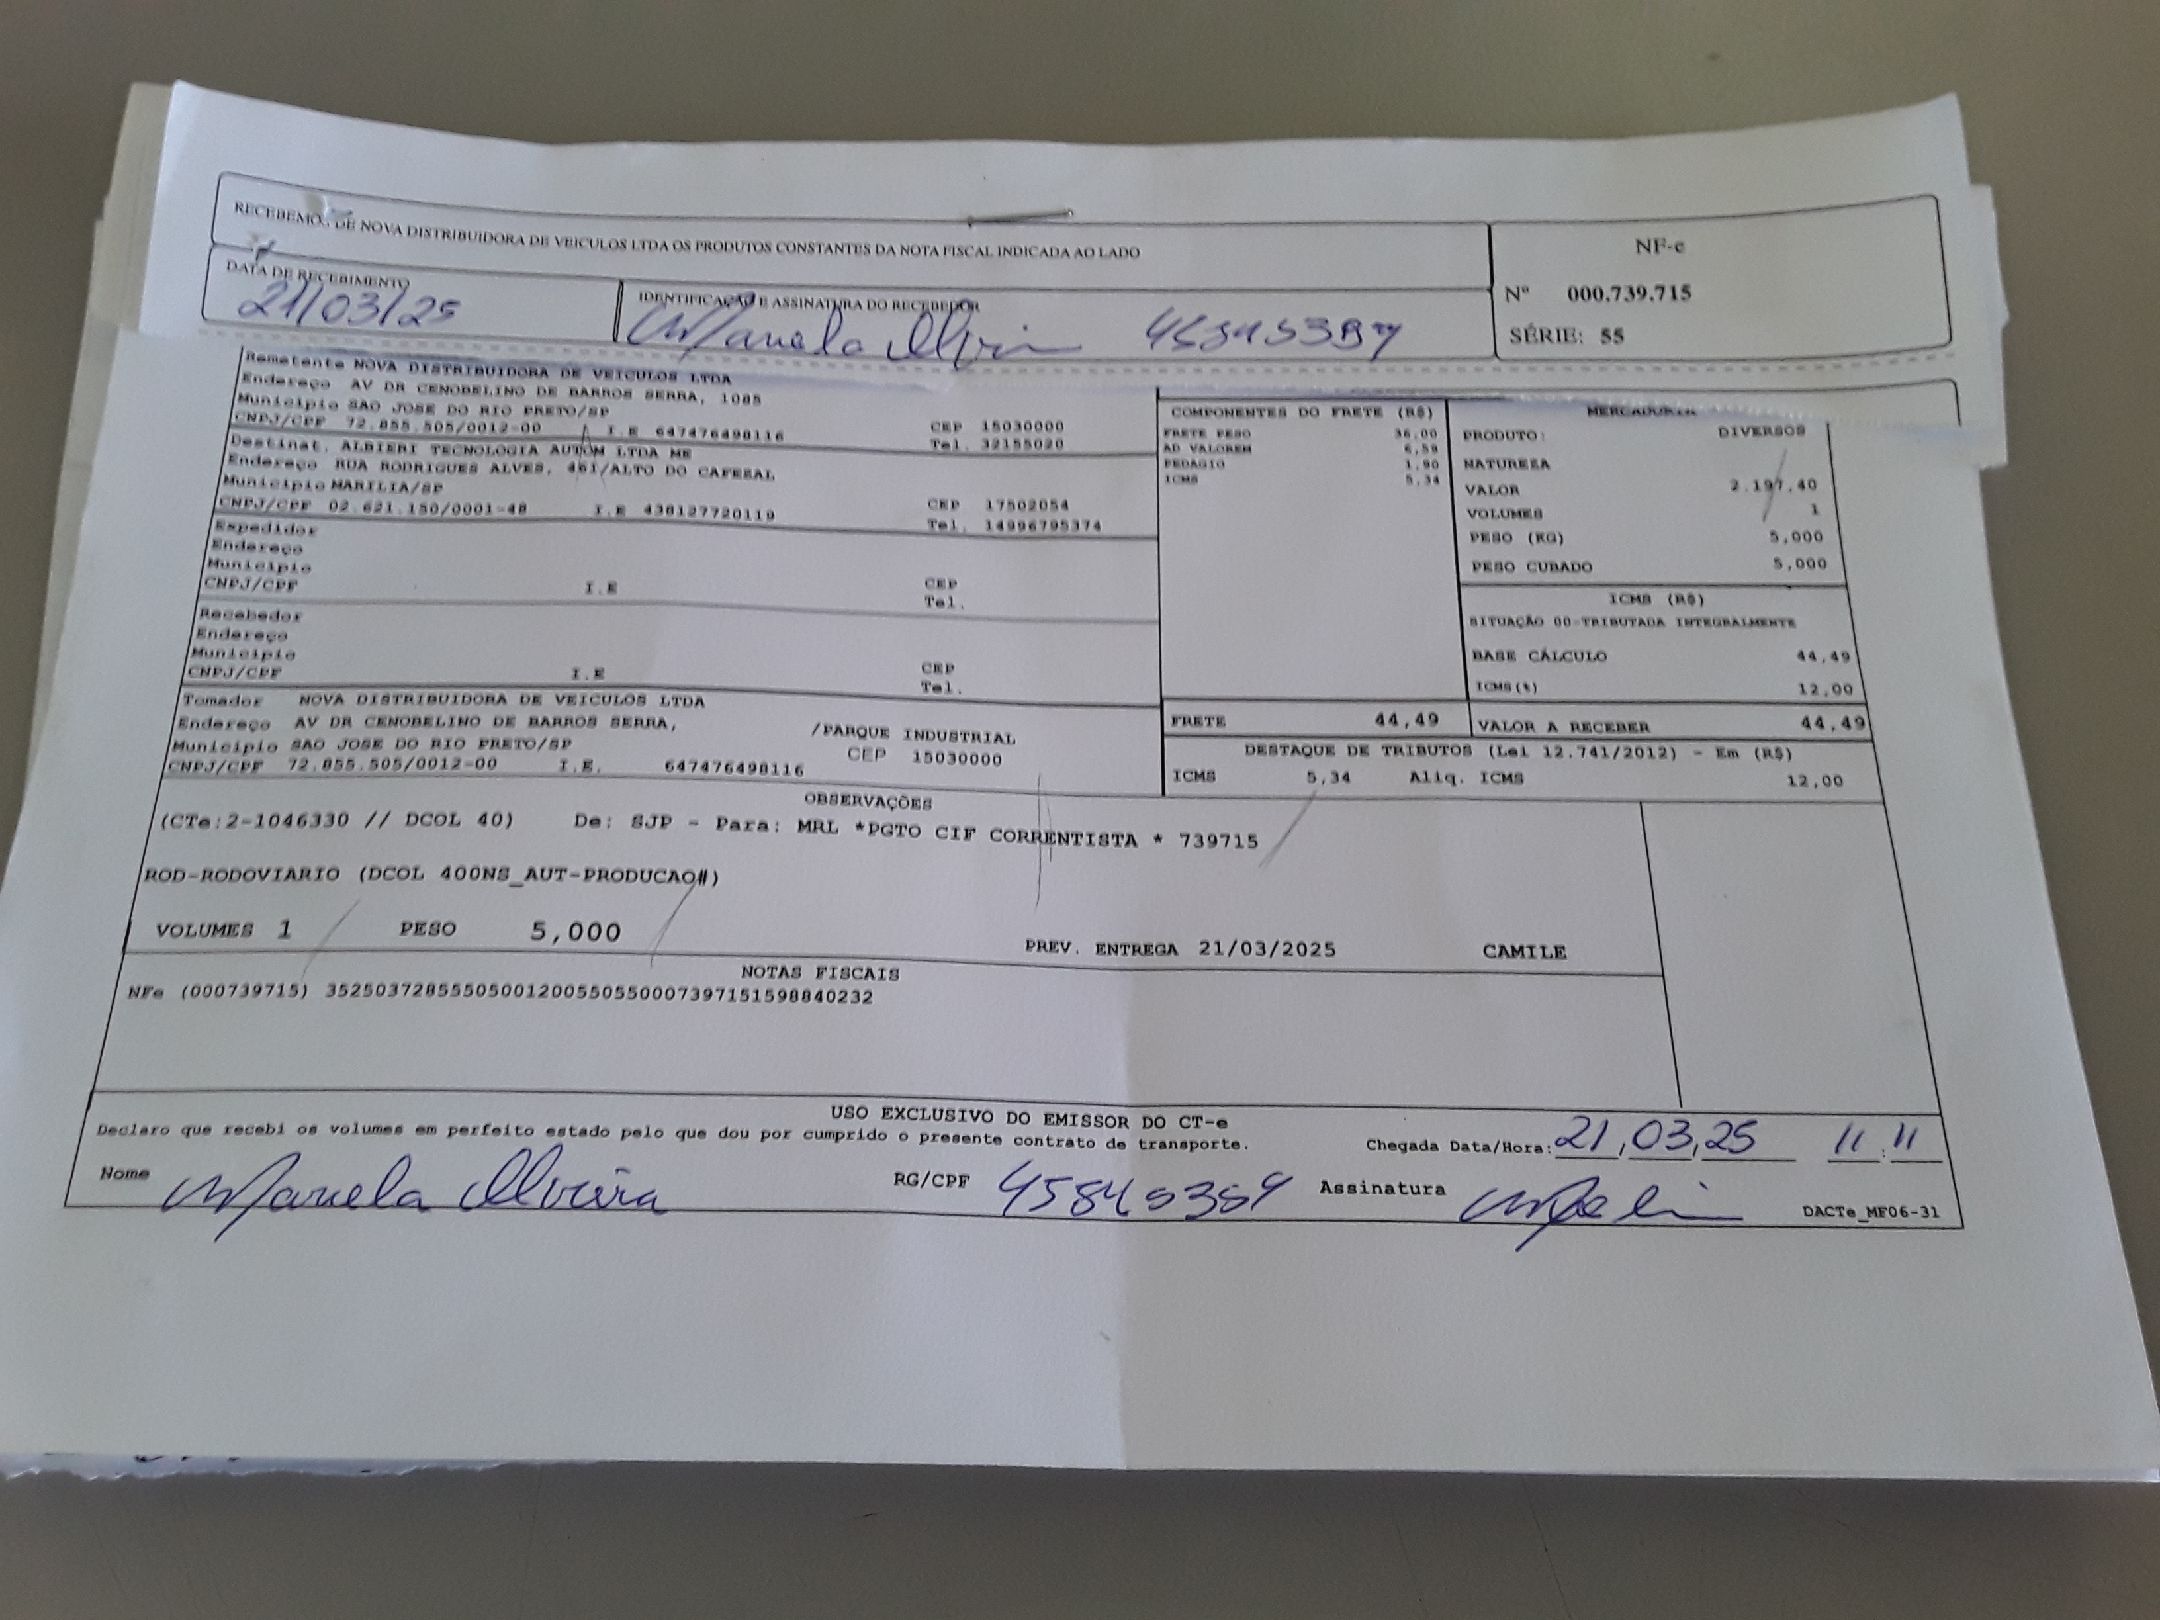 RECEBEMOS DE NOVA DISTRIBUIDORA DE VEICULOS LTDA OS PRODUTOS CONSTANTES DA NOTA FISCAL INDICADA AO LADO
NF-e
DATA DE RECEBIMENTO
21/03/25
IDENTIFICAÇÃO E ASSINATURA DO RECEBEDOR
Manuela
Nº 000.739.715
SÉRIE: 55
Remetente NOVA DISTRIBUIDORA DE VEICULOS LTDA
Endereço AV DR CENOBELINO DE BARROS SERRA, 1085
Municipio SAO JOSE DO RIO PRETO/SP CEP 15030000
CNPJ/CPF 72.855.505/0012-00 I.E 647476498116 Tel. 32155020
Destinat. ALBIERI TECNOLOGIA AUTOM LTDA ME
Endereço RUA RODRIGUES ALVES, 461/ALTO DO CAFEZAL
Municipio MARILIA/SP CEP 17502054
CNPJ/CPF 02.621.150/0001-48 I.E 438127720119 Tel. 14996795374
Expedidor
Endereço
Municipio CEP
CNPJ/CPF I.E Tel.
Recebedor
Endereço
Municipio CEP
CNPJ/CPF I.E Tel.
Tomador NOVA DISTRIBUIDORA DE VEICULOS LTDA
Endereço AV DR CENOBELINO DE BARROS SERRA, /PARQUE INDUSTRIAL
Municipio SAO JOSE DO RIO PRETO/SP CEP 15030000
CNPJ/CPF 72.855.505/0012-00 I.E. 647476498116
COMPONENTES DO FRETE (R$)
FRETE PESO 36,00
AD VALOREM 6,59
PEDAGIO 1,90
ICMS 5,34
FRETE 44,49
MERCADORIA
PRODUTO: DIVERSOS
NATUREZA
VALOR 2.197,40
VOLUMES 1
PESO (KG) 5,000
PESO CUBADO 5,000
ICMS (R$)
SITUAÇÃO 00-TRIBUTADA INTEGRALMENTE
BASE CÁLCULO 44,49
ICMS(%) 12,00
VALOR A RECEBER 44,49
DESTAQUE DE TRIBUTOS (Lei 12.741/2012) - Em (R$)
ICMS 5,34 Aliq. ICMS 12,00
OBSERVAÇÕES
(CTe:2-1046330 // DCOL 40) De: SJP - Para: MRL *PGTO CIF CORRENTISTA * 739715
ROD-RODOVIARIO (DCOL 400NS_AUT-PRODUCAO#)
VOLUMES 1 PESO 5,000 PREV. ENTREGA 21/03/2025 CAMILE
NOTAS FISCAIS
NFe (000739715)
USO EXCLUSIVO DO EMISSOR DO CT-e
Declaro que recebi os volumes em perfeito estado pelo que dou por cumprido o presente contrato de transporte.
Chegada Data/Hora: 21,03,25 11:11
Nome Manuela Oliveira RG/CPF Assinatura
DACTe_MF06-31